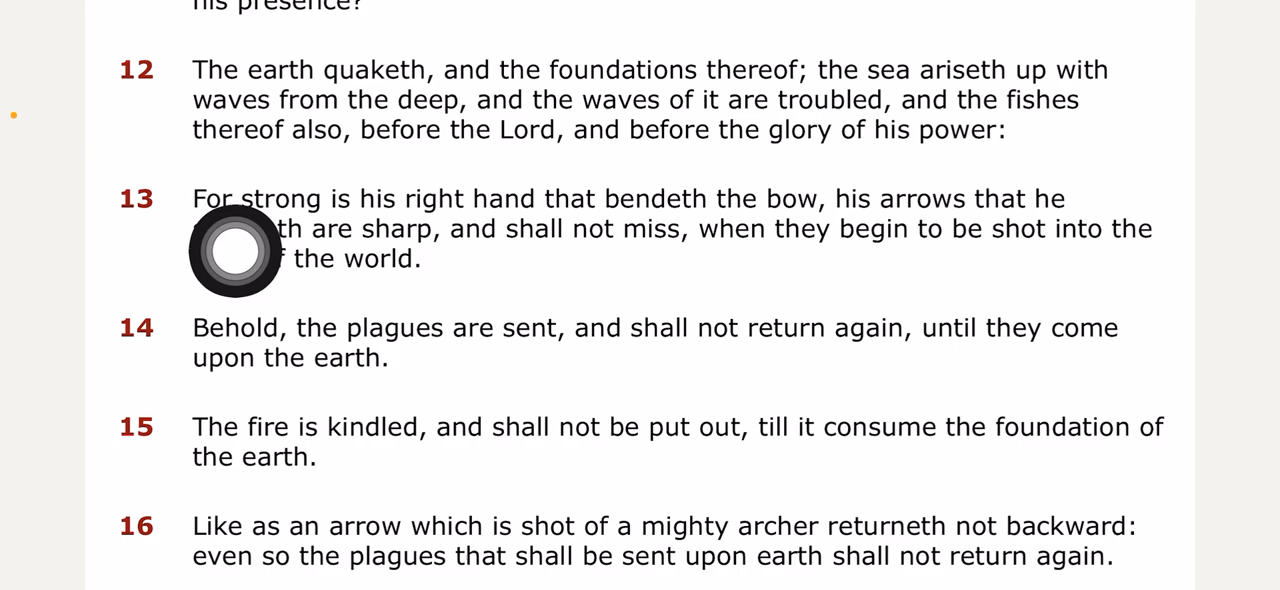 his presence?
12 The earth quaketh, and the foundations thereof; the sea ariseth up with
waves from the deep, and the waves of it are troubled, and the fishes
thereof also, before the Lord, and before the glory of his power:
13 For strong is his right hand that bendeth the bow, his arrows that he
are sharp, and shall not miss, when they begin to be shot into the
the world.
14 Behold, the plagues are sent, and shall not return again, until they come
upon the earth.
15 The fire is kindled, and shall not be put out, till it consume the foundation of
the earth.
16 Like as an arrow which is shot of a mighty archer returneth not backward:
even so the plagues that shall be sent upon earth shall not return again.